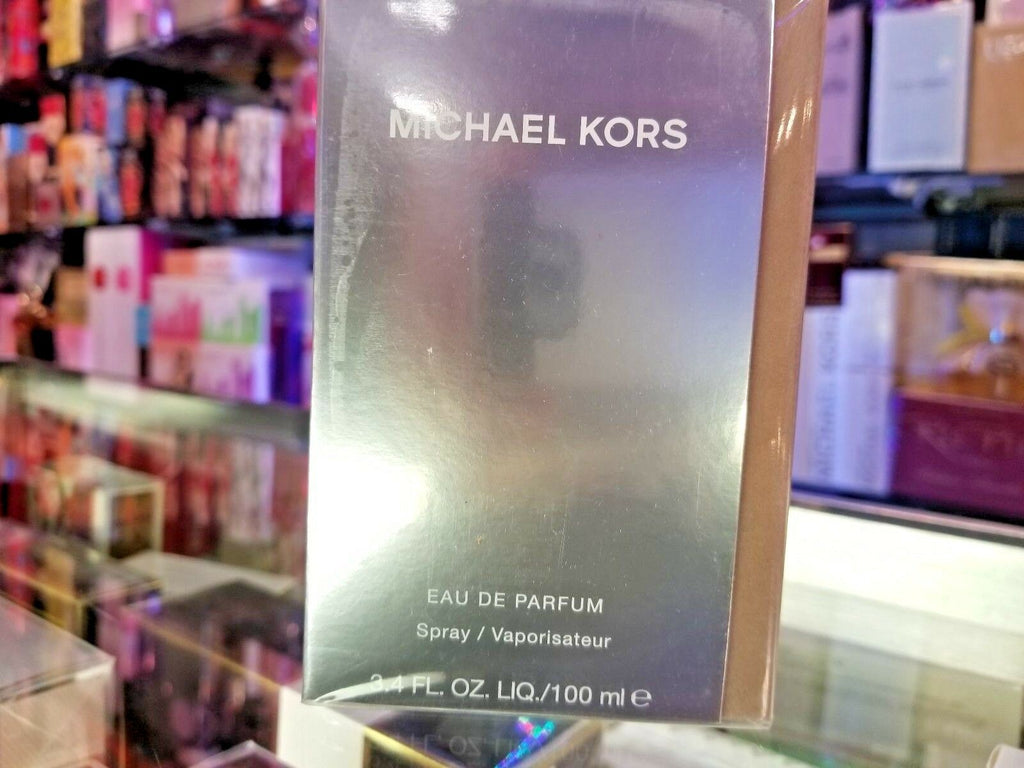 MICHAEL KORS
EAU DE PARFUM
Spray / Vaporisateur
3.4 FL. OZ. LIQ./100 ml ℮